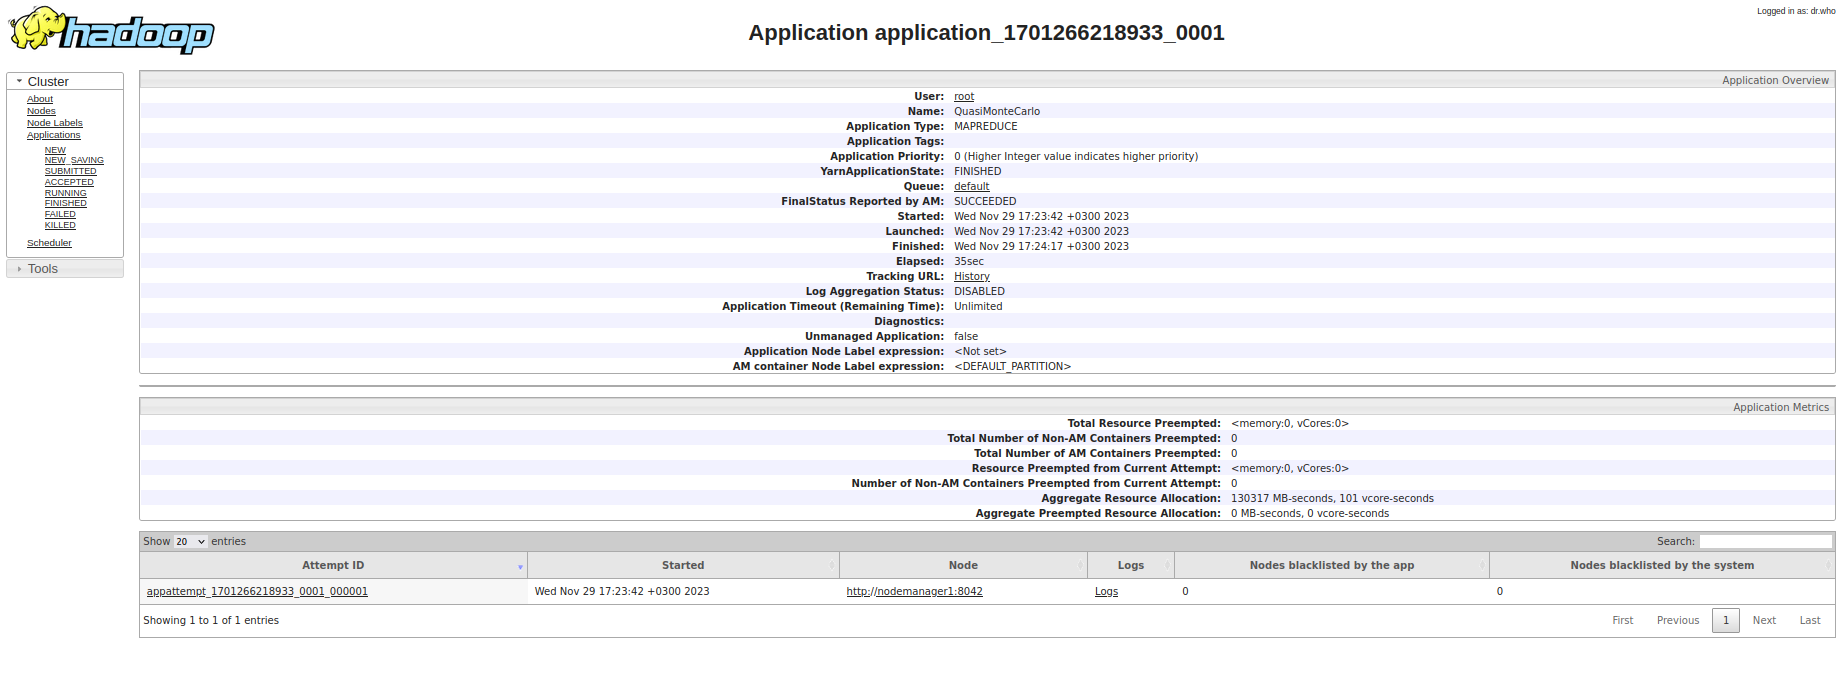 hadoop
Logged in as: dr.who
Application application_1701266218933_0001
Cluster
About
Nodes
Node Labels
Applications
NEW
NEW_SAVING
SUBMITTED
ACCEPTED
RUNNING
FINISHED
FAILED
KILLED
Scheduler
Tools
Application Overview
User: root
Name: QuasiMonteCarlo
Application Type: MAPREDUCE
Application Tags:
Application Priority: 0 (Higher Integer value indicates higher priority)
YarnApplicationState: FINISHED
Queue: default
FinalStatus Reported by AM: SUCCEEDED
Started: Wed Nov 29 17:23:42 +0300 2023
Launched: Wed Nov 29 17:23:42 +0300 2023
Finished: Wed Nov 29 17:24:17 +0300 2023
Elapsed: 35sec
Tracking URL: History
Log Aggregation Status: DISABLED
Application Timeout (Remaining Time): Unlimited
Diagnostics:
Unmanaged Application: false
Application Node Label expression: <Not set>
AM container Node Label expression: <DEFAULT_PARTITION>
Application Metrics
Total Resource Preempted: <memory:0, vCores:0>
Total Number of Non-AM Containers Preempted: 0
Total Number of AM Containers Preempted: 0
Resource Preempted from Current Attempt: <memory:0, vCores:0>
Number of Non-AM Containers Preempted from Current Attempt: 0
Aggregate Resource Allocation: 130317 MB-seconds, 101 vcore-seconds
Aggregate Preempted Resource Allocation: 0 MB-seconds, 0 vcore-seconds
Show 20 entries Search:
Attempt ID Started Node Logs Nodes blacklisted by the app Nodes blacklisted by the system
appattempt_1701266218933_0001_000001 Wed Nov 29 17:23:42 +0300 2023 http://nodemanager1:8042 Logs 0 0
Showing 1 to 1 of 1 entries First Previous 1 Next Last